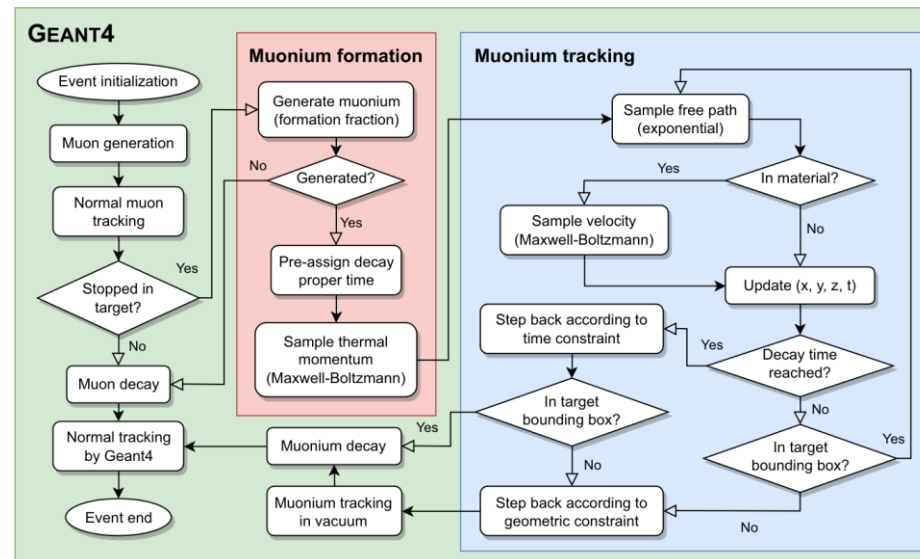 GEANT4
Event initialization
Muon generation
Normal muon
tracking
Stopped in
target?
Yes
No
Muon decay
Normal tracking
by Geant4
Event end
Muonium formation
Generate muonium
(formation fraction)
No
Generated?
Yes
Pre-assign decay
proper time
Sample thermal
momentum
(Maxwell-Boltzmann)
Muonium decay
Muonium tracking
in vacuum
Muonium tracking
Sample free path
(exponential)
Yes
In material?
Sample velocity
(Maxwell-Boltzmann)
No
Update (x, y, z, t)
Step back according to
time constraint
Yes
Decay time
reached?
In target
bounding box?
Yes
No
No
In target
bounding box?
Yes
No
Step back according to
geometric constraint